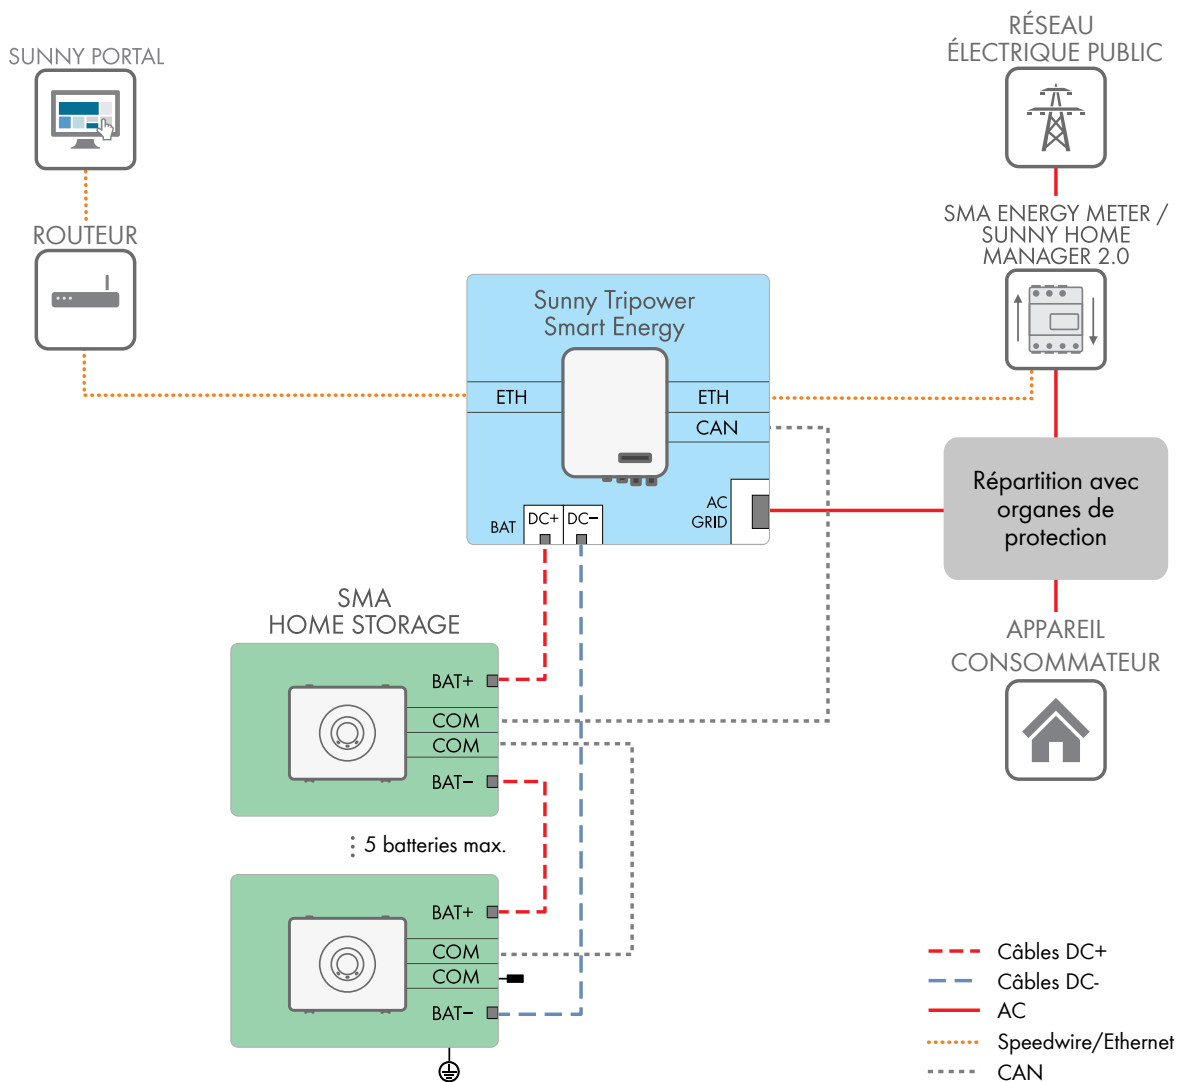 SUNNY PORTAL
RÉSEAU
ÉLECTRIQUE PUBLIC
ROUTEUR
SMA ENERGY METER /
SUNNY HOME
MANAGER 2.0
Sunny Tripower
Smart Energy
ETH
ETH
CAN
AC
GRID
BAT
DC+
DC–
Répartition avec
organes de
protection
SMA
HOME STORAGE
BAT+
COM
COM
BAT–
APPAREIL
CONSOMMATEUR
5 batteries max.
BAT+
COM
COM
BAT–
Câbles DC+
Câbles DC-
AC
Speedwire/Ethernet
CAN